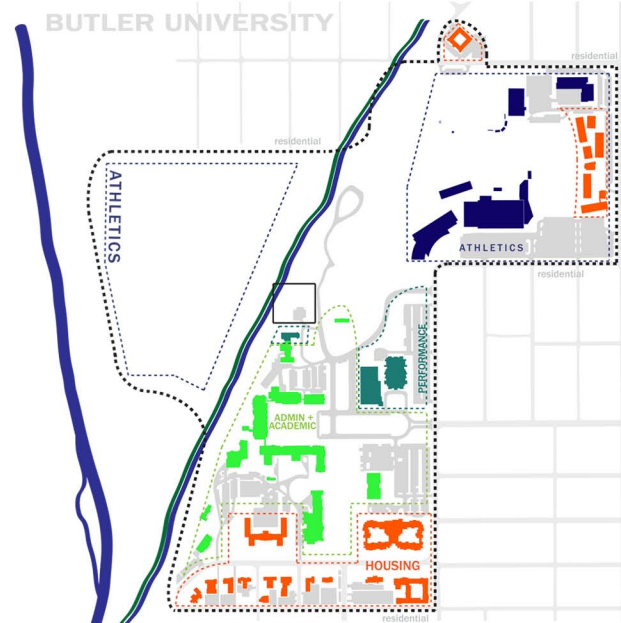 BUTLER UNIVERSITY
residential
residential
ATHLETICS
ATHLETICS
residential
PERFORMANCE
ADMIN +
ACADEMIC
HOUSING
residential